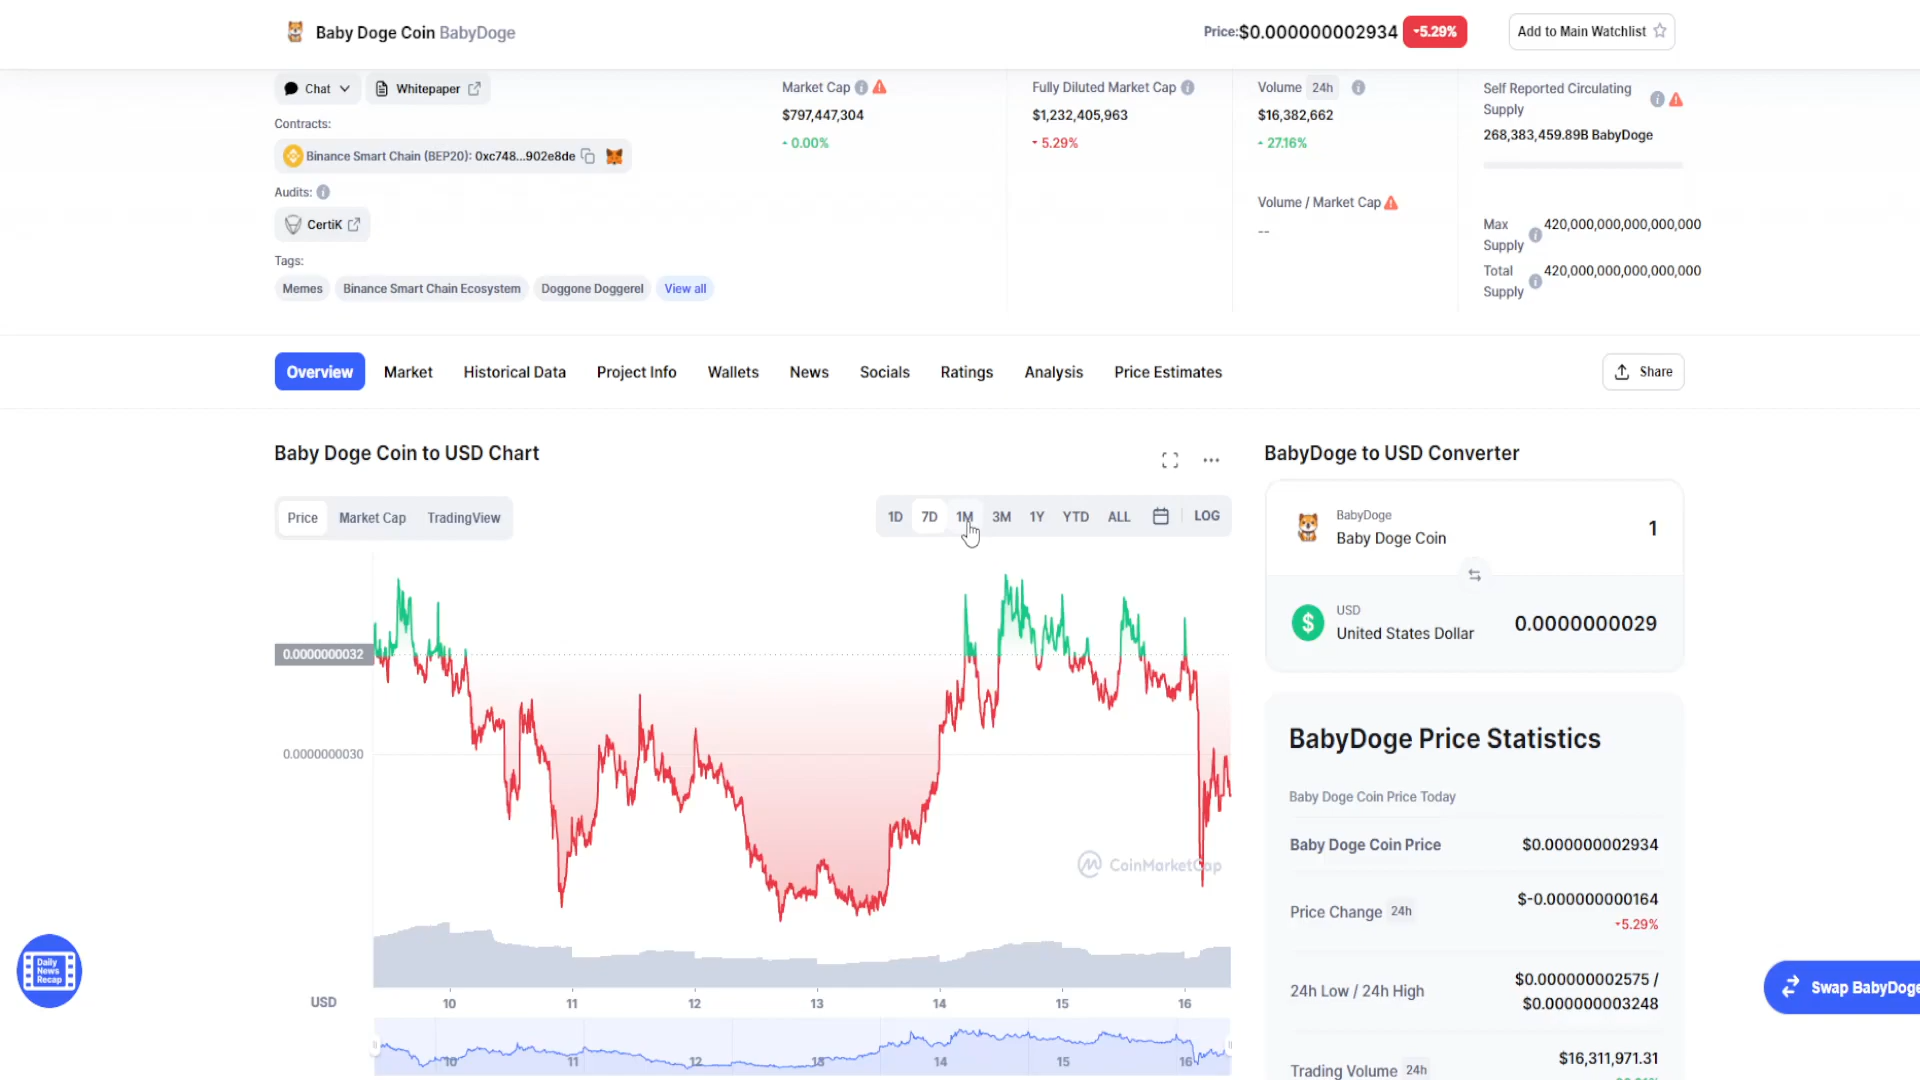 Baby Doge Coin BabyDoge
Price:$0.000000002934
5.29%
Add to Main Watchlist
Chat
Whitepaper
Contracts:
Binance Smart Chain (BEP20): 0xc748...902e8de
Audits:
CertiK
Tags:
Memes
Binance Smart Chain Ecosystem
Doggone Doggerel
View all
Market Cap
$797,447,304
0.00%
Fully Diluted Market Cap
$1,232,405,963
5.29%
Volume 24h
$16,382,662
27.16%
Volume / Market Cap
--
Self Reported Circulating
Supply
268,383,459.89B BabyDoge
Max
Supply
420,000,000,000,000,000
Total
Supply
420,000,000,000,000,000
Overview
Market
Historical Data
Project Info
Wallets
News
Socials
Ratings
Analysis
Price Estimates
Share
Baby Doge Coin to USD Chart
Price
Market Cap
TradingView
1D
7D
1M
3M
1Y
YTD
ALL
LOG
0.0000000032
0.0000000030
CoinMarketCap
USD
10
11
12
13
14
15
16
10
11
12
13
14
15
16
BabyDoge to USD Converter
BabyDoge
Baby Doge Coin
1
USD
United States Dollar
0.0000000029
BabyDoge Price Statistics
Baby Doge Coin Price Today
Baby Doge Coin Price
$0.000000002934
Price Change 24h
$-0.000000000164
5.29%
24h Low / 24h High
$0.000000002575 /
$0.000000003248
Trading Volume 24h
$16,311,971.31
Daily
News
Recap
Swap BabyDoge